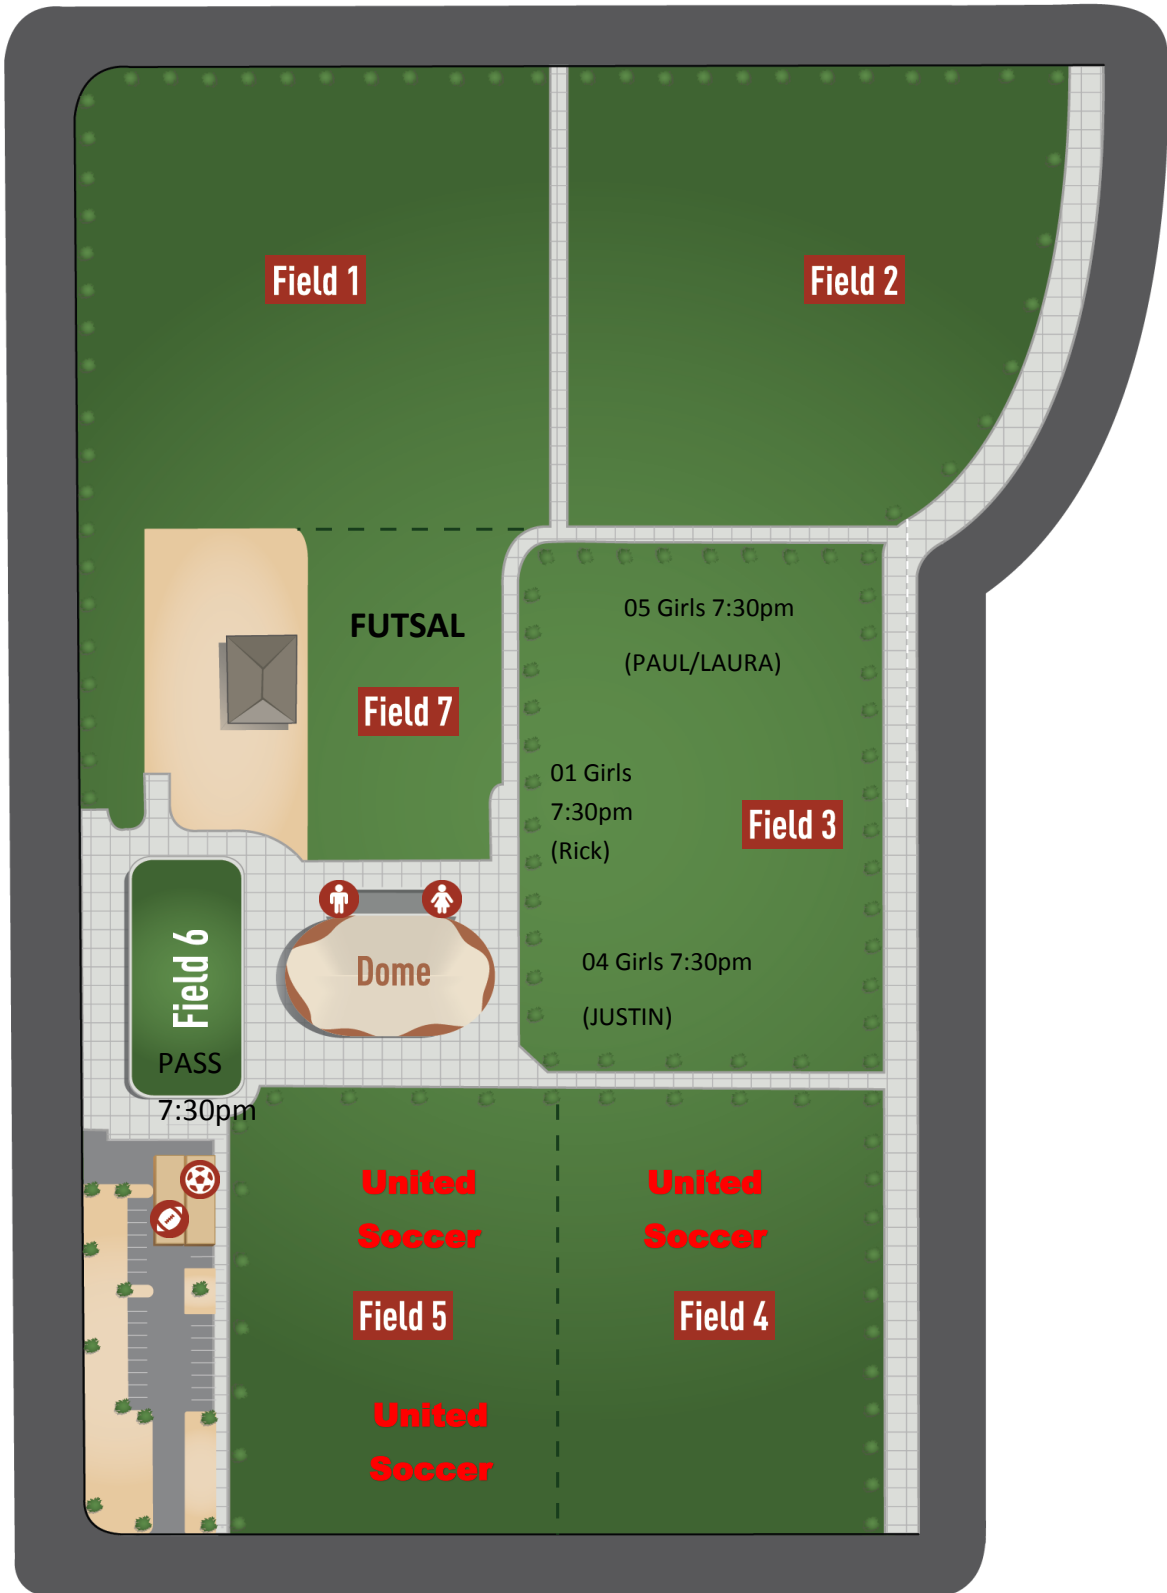 Field 1
Field 2
FUTSAL
Field 7
05 Girls 7:30pm
(PAUL/LAURA)
01 Girls
7:30pm
(Rick)
Field 3
04 Girls 7:30pm
(JUSTIN)
Field 6
PASS
7:30pm
Dome
United
Soccer
Field 5
United
Soccer
United
Soccer
Field 4